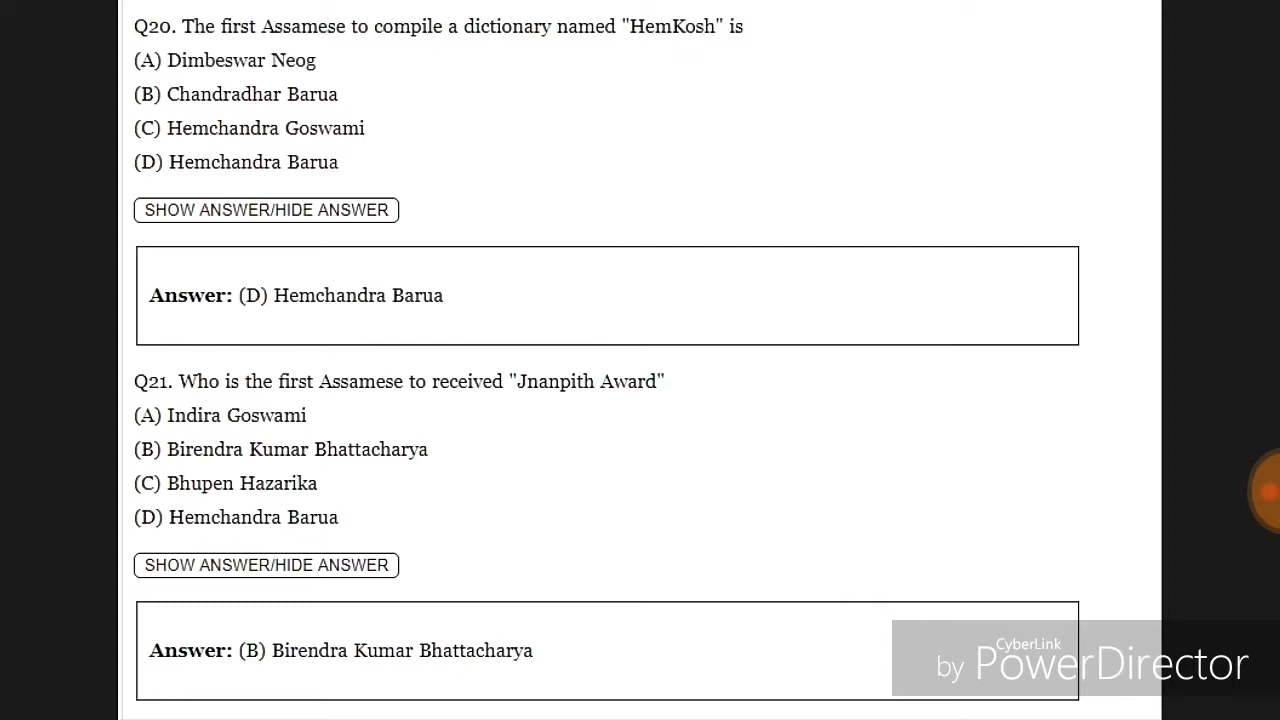 Q20. The first Assamese to compile a dictionary named "HemKosh" is
(A) Dimbeswar Neog
(B) Chandradhar Barua
(C) Hemchandra Goswami
(D) Hemchandra Barua
SHOW ANSWER/HIDE ANSWER
Answer: (D) Hemchandra Barua
Q21. Who is the first Assamese to received "Jnanpith Award"
(A) Indira Goswami
(B) Birendra Kumar Bhattacharya
(C) Bhupen Hazarika
(D) Hemchandra Barua
SHOW ANSWER/HIDE ANSWER
Answer: (B) Birendra Kumar Bhattacharya
CyberLink
by PowerDirector